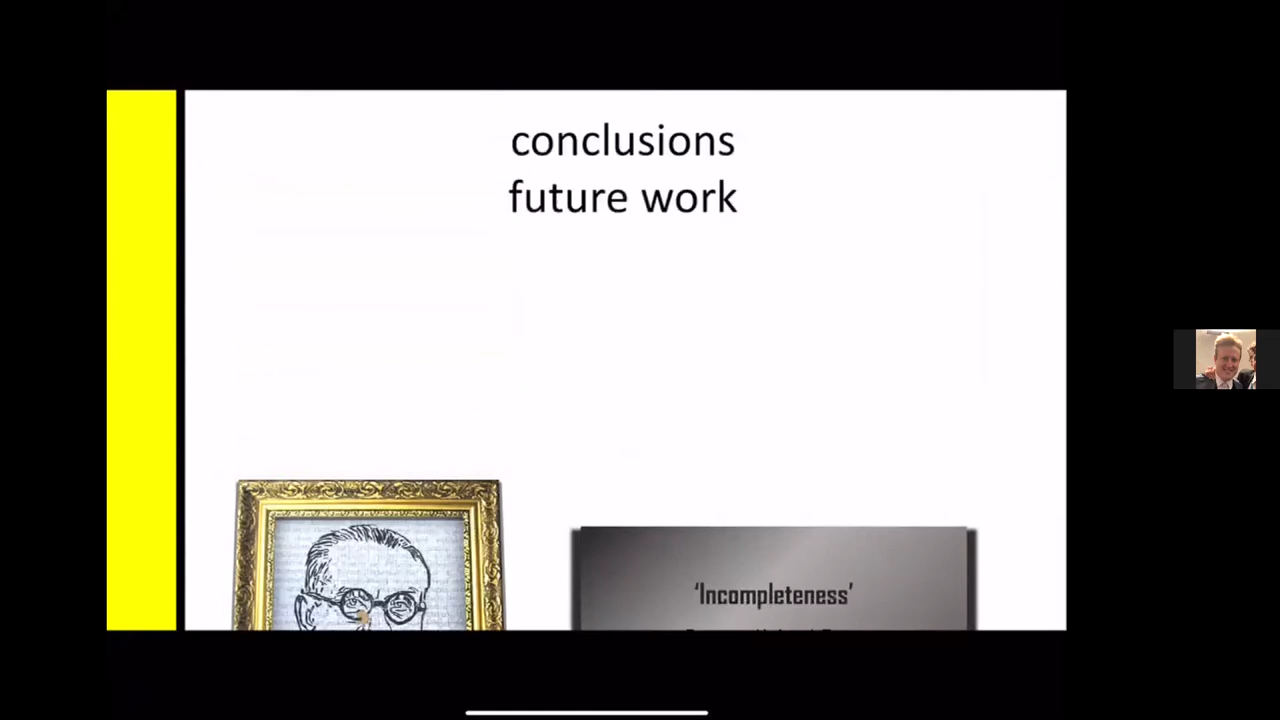 conclusions
future work
‘Incompleteness’